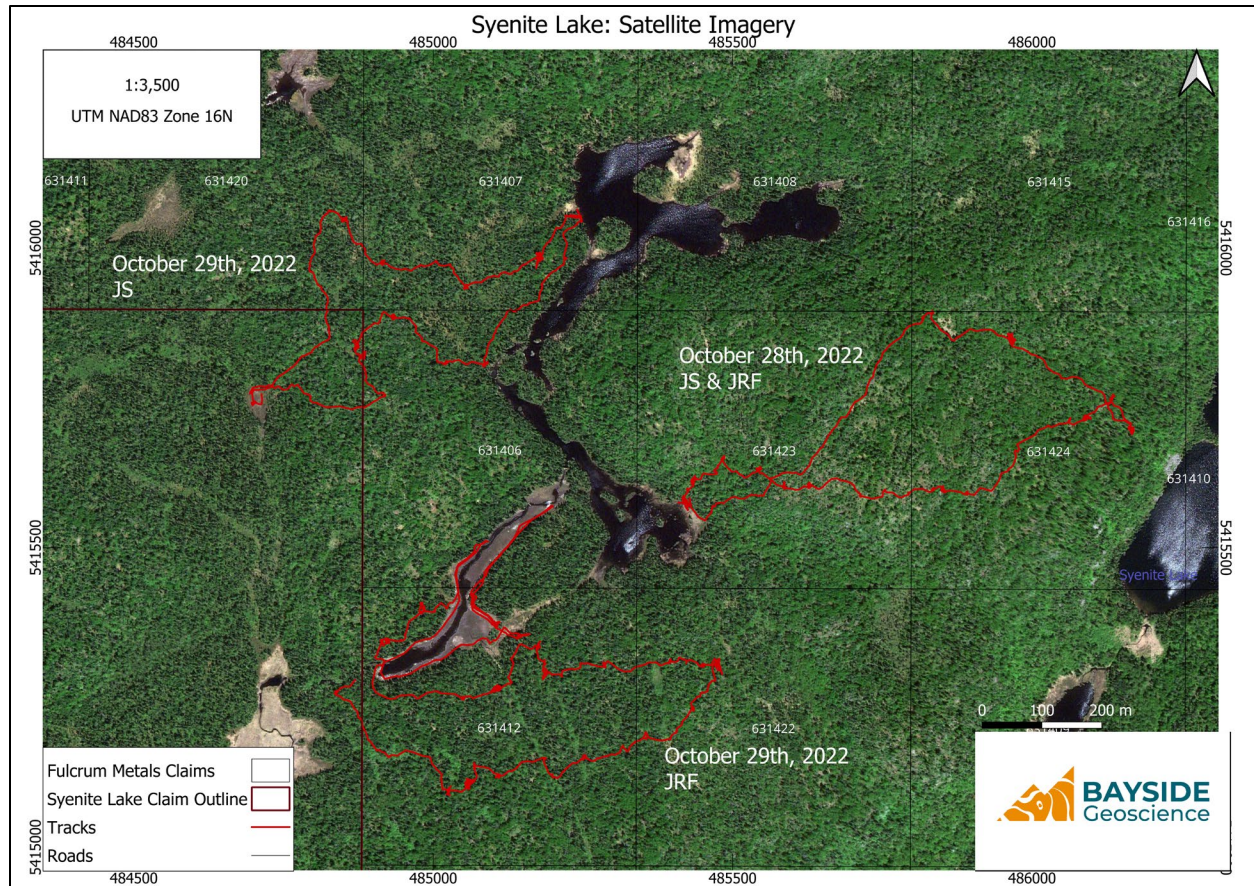 Syenite Lake: Satellite Imagery
484500 485000 485500 486000
1:3,500
UTM NAD83 Zone 16N
631411 631420 631407 631408 631415
631416
5416000 5416000
October 29th, 2022
JS
October 28th, 2022
JS & JRF
631406 631423 631424
631410
5415500 5415500
Syenite Lake
0 100 200 m
631412 631422
October 29th, 2022
JRF
Fulcrum Metals Claims
Syenite Lake Claim Outline
Tracks
Roads
BAYSIDE
Geoscience
5415000
484500 485000 485500 486000